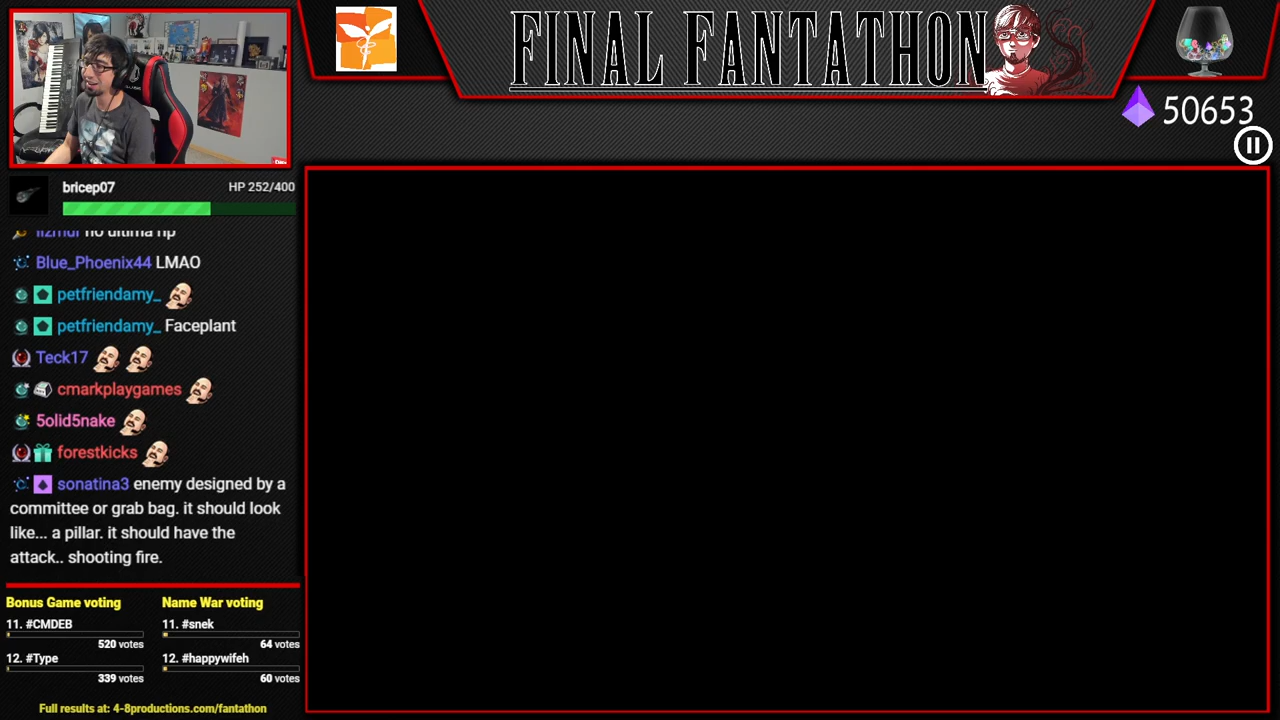 FINAL FANTATHON
50653
bricep07 HP 252/400
no ultima hp
Blue_Phoenix44 LMAO
petfriendamy_
petfriendamy_ Faceplant
Teck17
cmarkplaygames
5olid5nake
forestkicks
sonatina3 enemy designed by a
committee or grab bag. it should look
like... a pillar. it should have the
attack.. shooting fire.
Bonus Game voting
11. #CMDEB
520 votes
12. #Type
339 votes
Name War voting
11. #snek
64 votes
12. #happywifeh
60 votes
Full results at: 4-8productions.com/fantathon